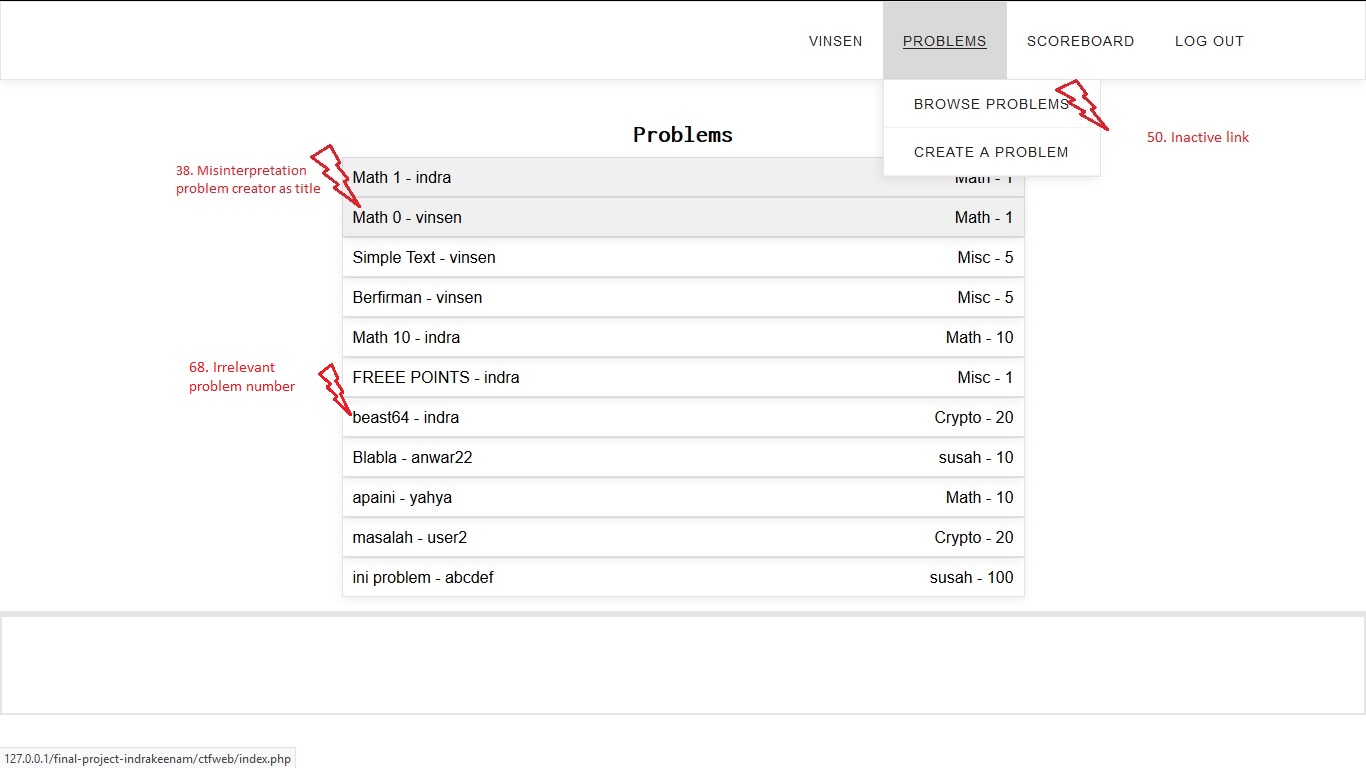 VINSEN PROBLEMS SCOREBOARD LOG OUT
BROWSE PROBLEMS
CREATE A PROBLEM
50. Inactive link
Problems
38. Misinterpretation
problem creator as title
Math 1 - indra Math - 1
Math 0 - vinsen Math - 1
Simple Text - vinsen Misc - 5
Berfirman - vinsen Misc - 5
Math 10 - indra Math - 10
68. Irrelevant
problem number
FREEE POINTS - indra Misc - 1
beast64 - indra Crypto - 20
Blabla - anwar22 susah - 10
apaini - yahya Math - 10
masalah - user2 Crypto - 20
ini problem - abcdef susah - 100
127.0.0.1/final-project-indrakeenam/ctfweb/index.php